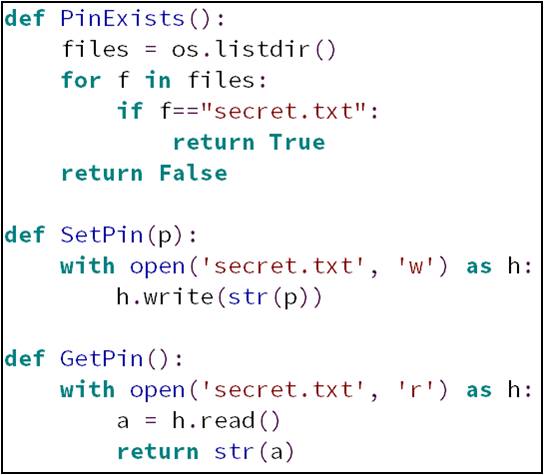 def PinExists():
    files = os.listdir()
    for f in files:
        if f=="secret.txt":
            return True
    return False

def SetPin(p):
    with open('secret.txt', 'w') as h:
        h.write(str(p))

def GetPin():
    with open('secret.txt', 'r') as h:
        a = h.read()
        return str(a)